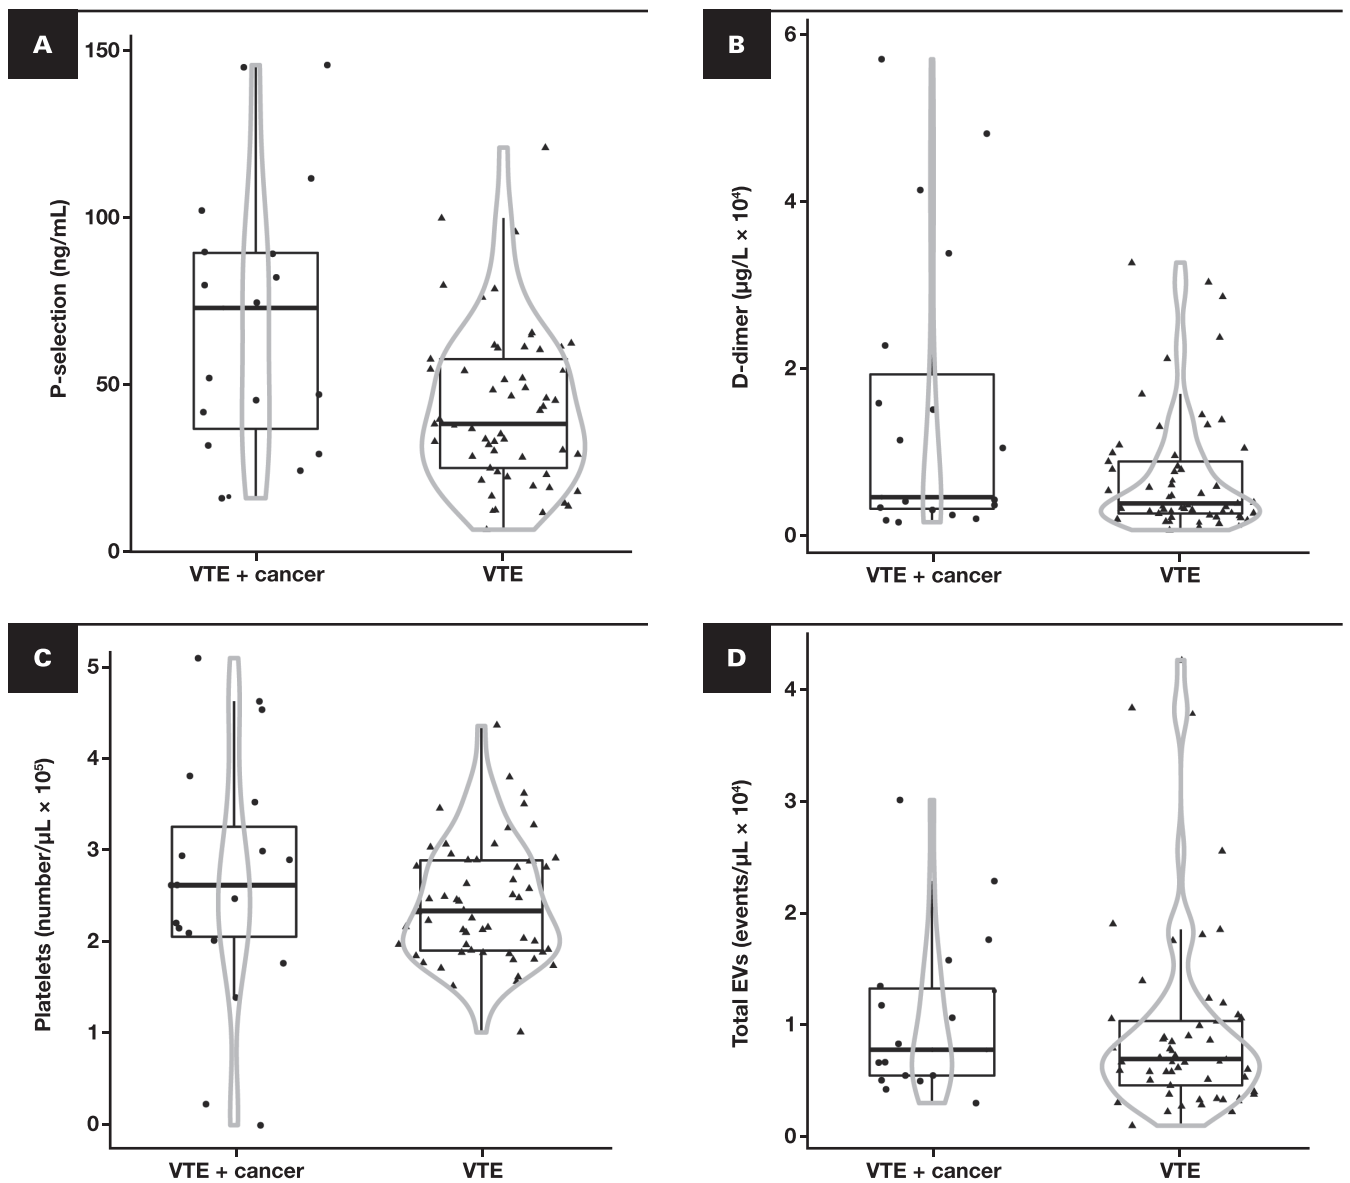 A
P-selection (ng/mL)
150
100
50
0
VTE + cancer
VTE
B
D-dimer (µg/L × 10⁴)
6
4
2
0
VTE + cancer
VTE
C
Platelets (number/µL × 10⁵)
5
4
3
2
1
0
VTE + cancer
VTE
D
Total EVs (events/µL × 10⁴)
4
3
2
1
0
VTE + cancer
VTE